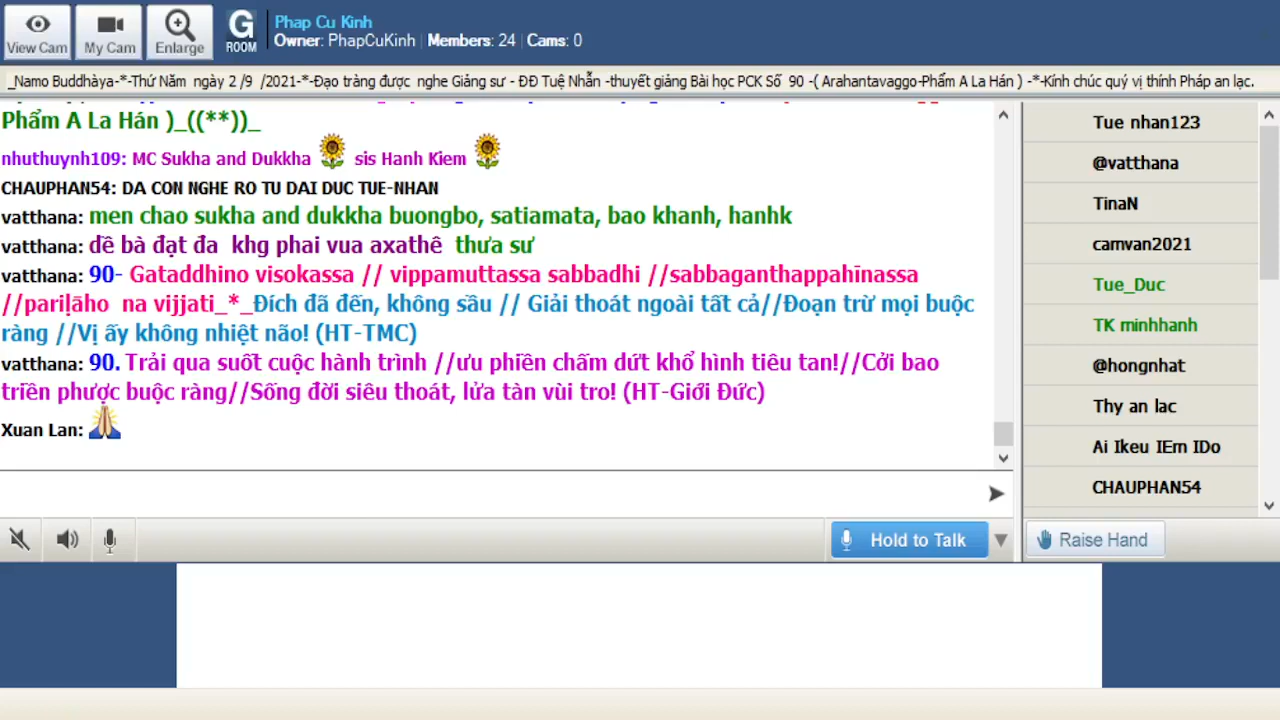 View Cam
My Cam
Enlarge
G
ROOM
Phap Cu Kinh
Owner: PhapCuKinh | Members: 24 | Cams: 0
_Namo Buddhàya-*-Thứ Năm ngày 2 /9 /2021-*-Đạo tràng được nghe Giảng sư - ĐĐ Tuệ Nhẫn -thuyết giảng Bài học PCK Số 90 -( Arahantavaggo-Phẩm A La Hán ) -*-Kính chúc quý vị thính Pháp an lạc.
Phẩm A La Hán )_((**))_
nhuthuynh109: MC Sukha and Dukkha sis Hanh Kiem
CHAUPHAN54: DA CON NGHE RO TU DAI DUC TUE-NHAN
vatthana: men chao sukha and dukkha buongbo, satiamata, bao khanh, hanhk
vatthana: dề bà đạt đa khg phai vua axathê thưa sư
vatthana: 90- Gataddhino visokassa // vippamuttassa sabbadhi //sabbaganthappahīnassa
//pariḷāho na vijjati_*_Đích đã đến, không sầu // Giải thoát ngoài tất cả//Đoạn trừ mọi buộc
ràng //Vị ấy không nhiệt não! (HT-TMC)
vatthana: 90. Trải qua suốt cuộc hành trình //ưu phiền chấm dứt khổ hình tiêu tan!//Cởi bao
triền phược buộc ràng//Sống đời siêu thoát, lửa tàn vùi tro! (HT-Giới Đức)
Xuan Lan:
Tue nhan123
@vatthana
TinaN
camvan2021
Tue_Duc
TK minhhanh
@hongnhat
Thy an lac
Ai Ikeu IEm IDo
CHAUPHAN54
Hold to Talk
Raise Hand